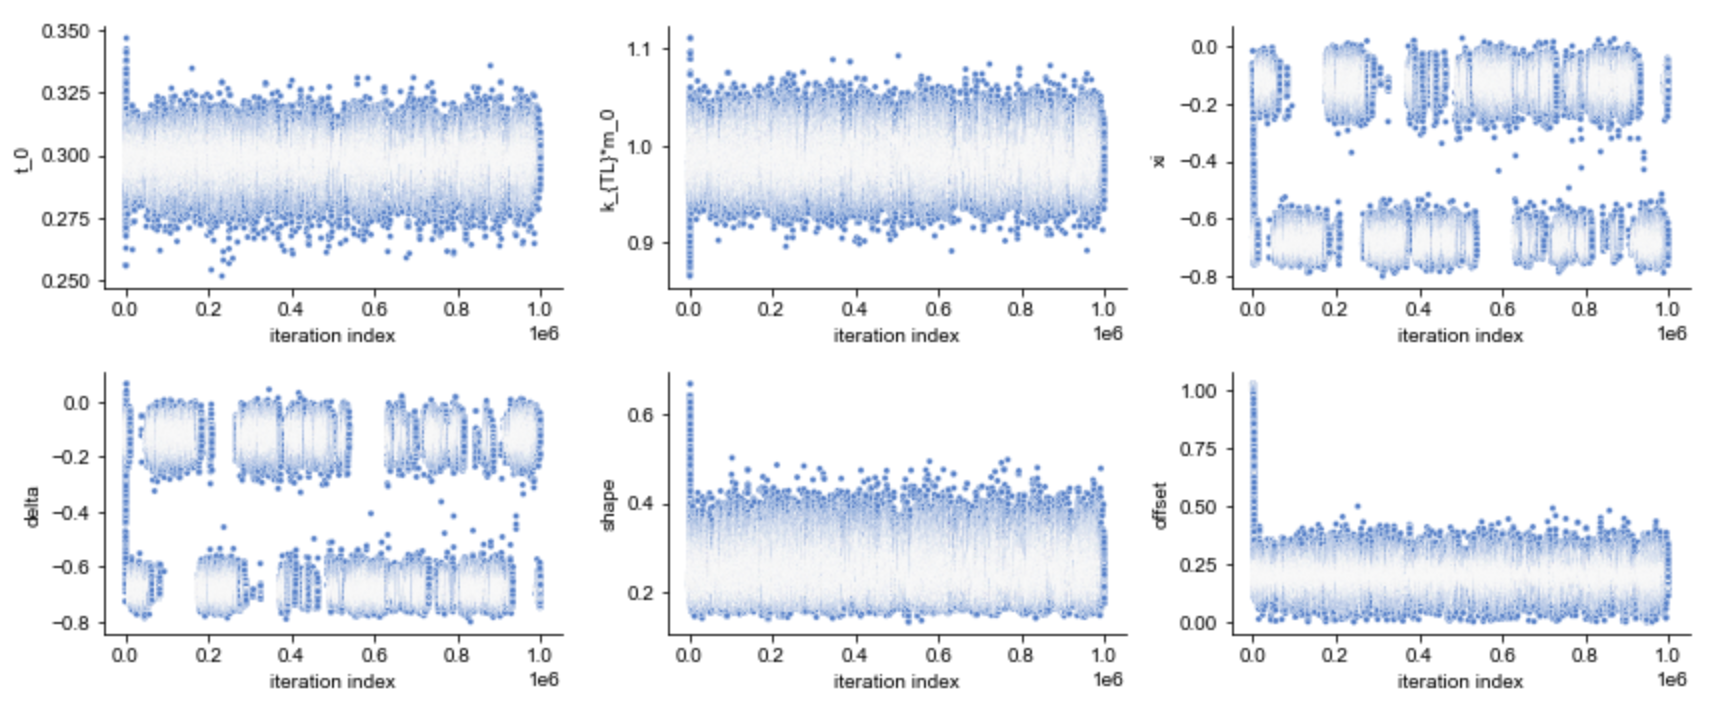 0.350
0.325
0.300
0.275
0.250
t_0
0.0 0.2 0.4 0.6 0.8 1.0
iteration index 1e6
1.1
1.0
0.9
k_{TL}*m_0
0.0 0.2 0.4 0.6 0.8 1.0
iteration index 1e6
0.0
−0.2
−0.4
−0.6
−0.8
xi
0.0 0.2 0.4 0.6 0.8 1.0
iteration index 1e6
0.0
−0.2
−0.4
−0.6
−0.8
delta
0.0 0.2 0.4 0.6 0.8 1.0
iteration index 1e6
0.6
0.4
0.2
shape
0.0 0.2 0.4 0.6 0.8 1.0
iteration index 1e6
1.00
0.75
0.50
0.25
0.00
offset
0.0 0.2 0.4 0.6 0.8 1.0
iteration index 1e6